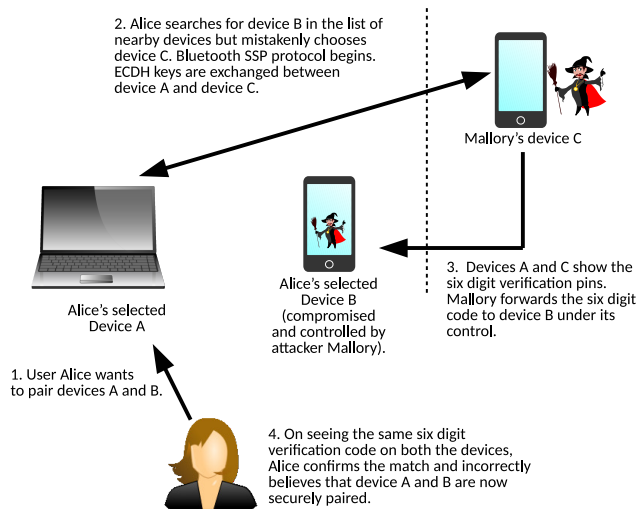 2. Alice searches for device B in the list of
nearby devices but mistakenly chooses
device C. Bluetooth SSP protocol begins.
ECDH keys are exchanged between
device A and device C.
Mallory's device C
Alice's selected
Device A
Alice's selected
Device B
(compromised
and controlled by
attacker Mallory).
3.  Devices A and C show the
six digit verification pins.
Mallory forwards the six digit
code to device B under its
control.
1. User Alice wants
to pair devices A and B.
4. On seeing the same six digit
verification code on both the devices,
Alice confirms the match and incorrectly
believes that device A and B are now
securely paired.